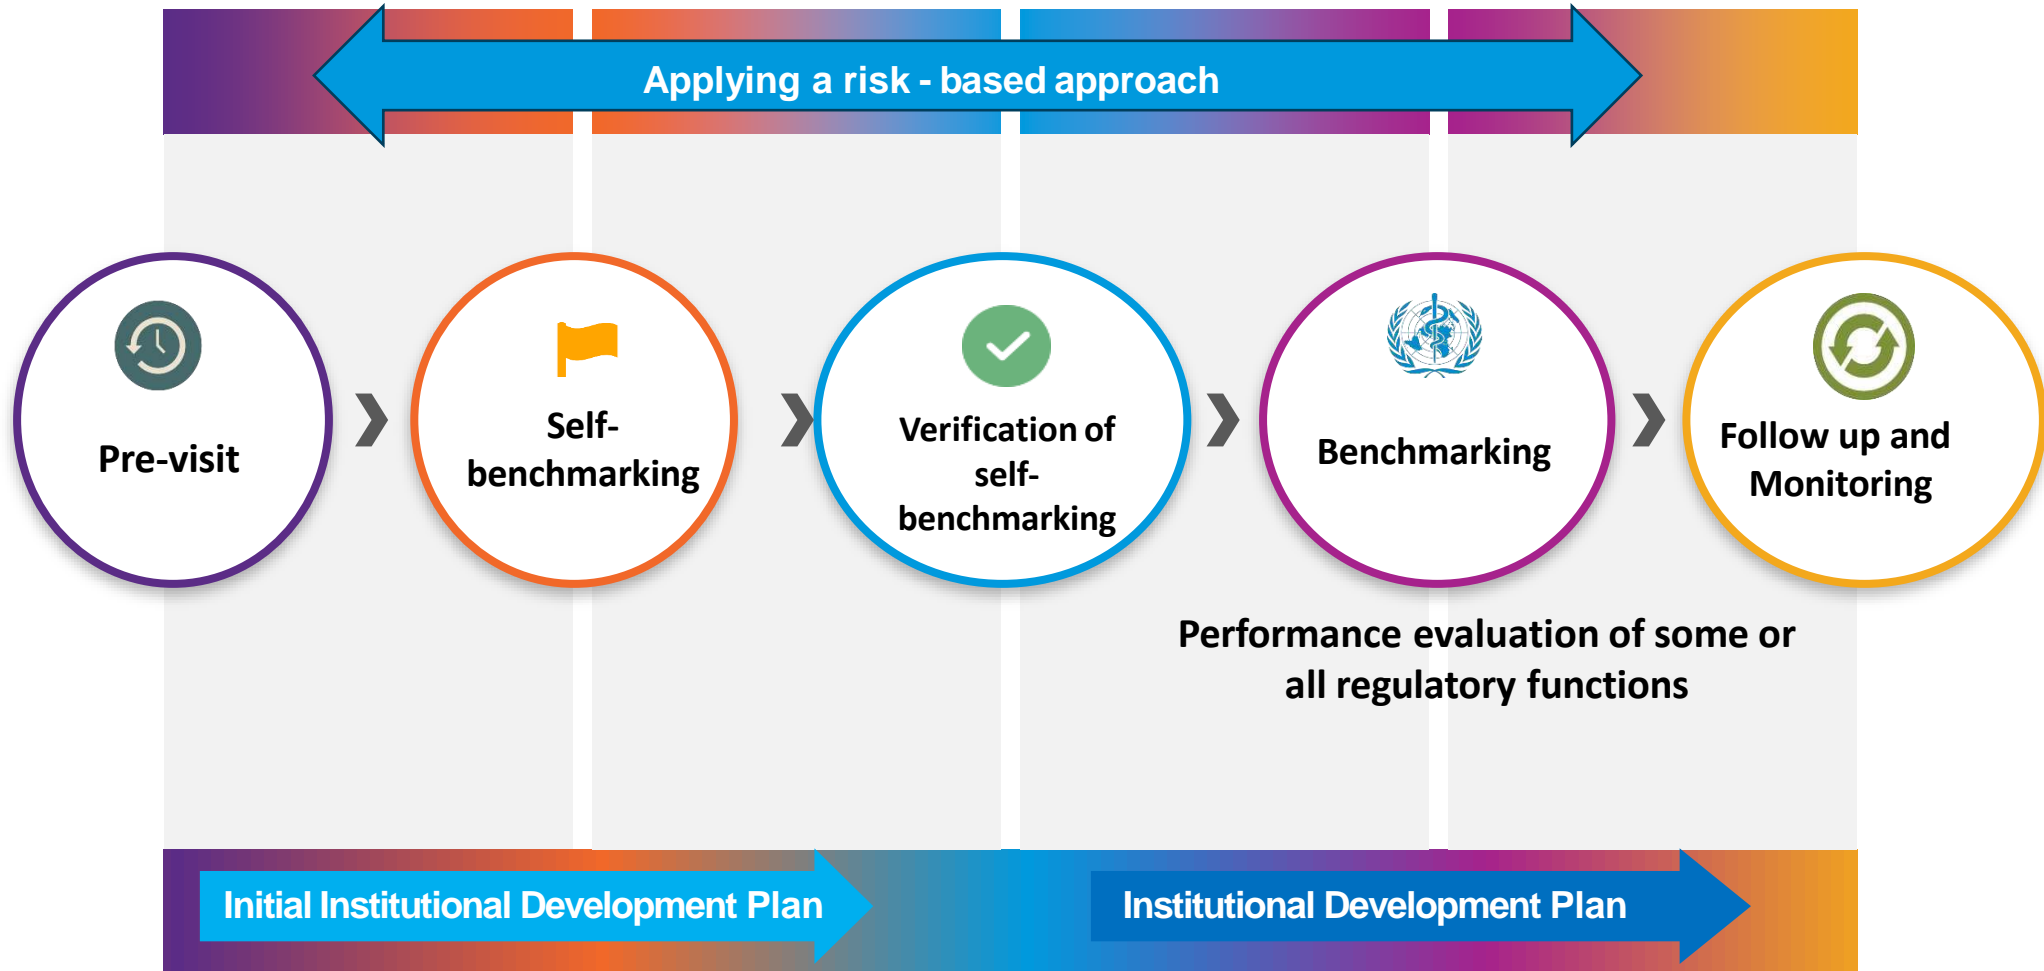 Applying a risk - based approach
Pre-visit
Self-
benchmarking
Verification of
self-
benchmarking
Benchmarking
Follow up and
Monitoring
Performance evaluation of some or
all regulatory functions
Initial Institutional Development Plan
Institutional Development Plan